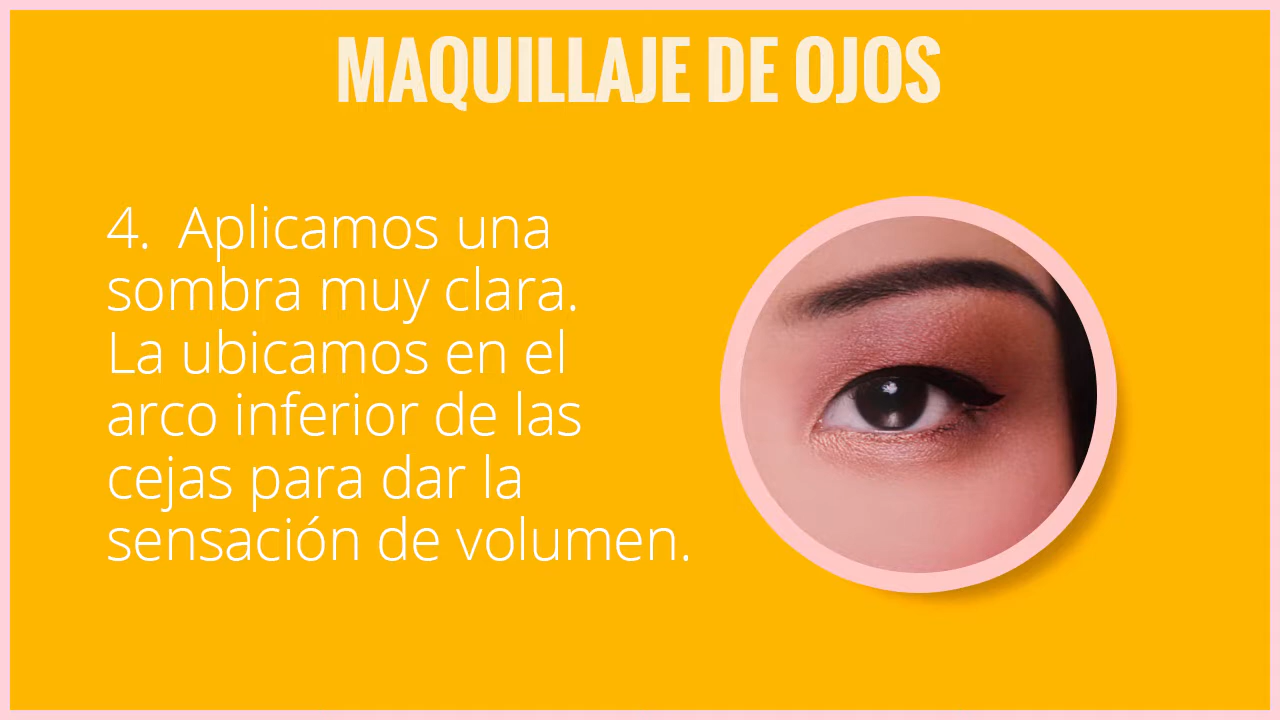 MAQUILLAJE DE OJOS
4. Aplicamos una
sombra muy clara.
La ubicamos en el
arco inferior de las
cejas para dar la
sensación de volumen.